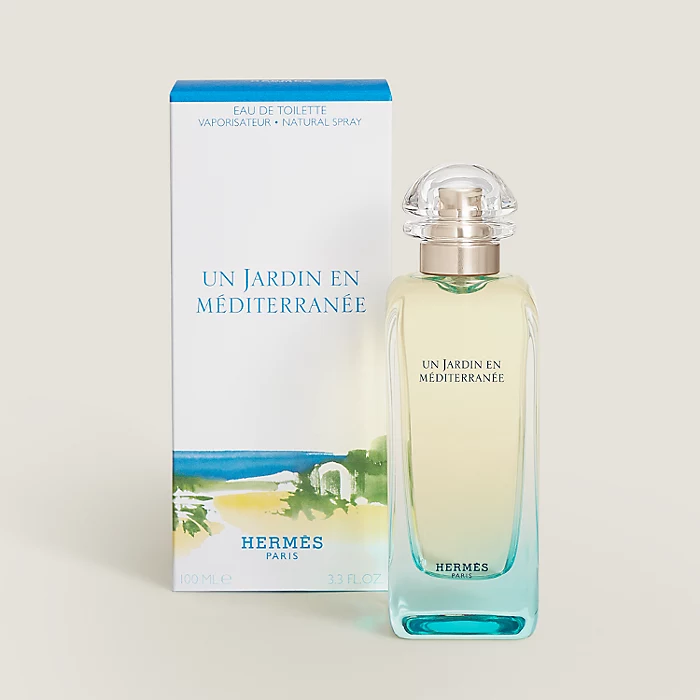 EAU DE TOILETTE
VAPORISATEUR • NATURAL SPRAY
UN JARDIN EN
MÉDITERRANÉE
HERMÈS
PARIS
100 ML ℮ 3.3 FL.OZ
UN JARDIN EN
MÉDITERRANÉE
HERMÈS
PARIS